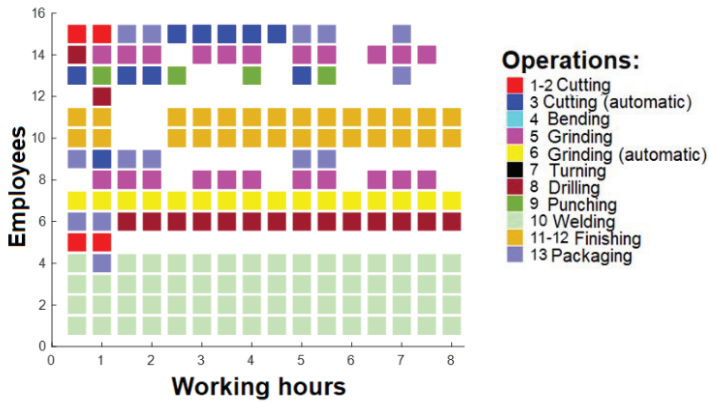 16
14
12
10
8
6
4
2
0
Employees
0 1 2 3 4 5 6 7 8
Working hours
Operations:
1-2 Cutting
3 Cutting (automatic)
4 Bending
5 Grinding
6 Grinding (automatic)
7 Turning
8 Drilling
9 Punching
10 Welding
11-12 Finishing
13 Packaging